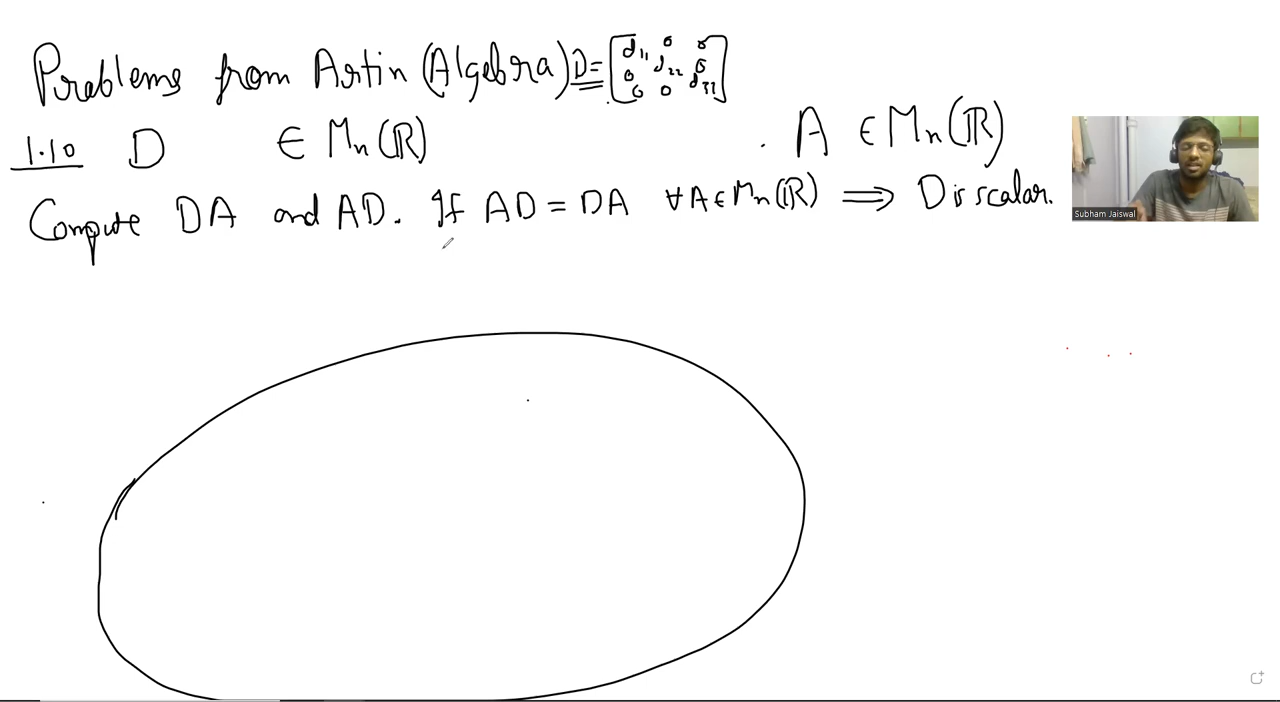 Problems from Artin (Algebra) D = [d11 0 0
0 d22 0
0 0 d33]
1.10 D ∈ Mn(ℝ) . A ∈ Mn(ℝ)
Compute DA and AD. If AD = DA ∀A∈Mn(ℝ) ⟹ D is scalar.
Subham Jaiswal